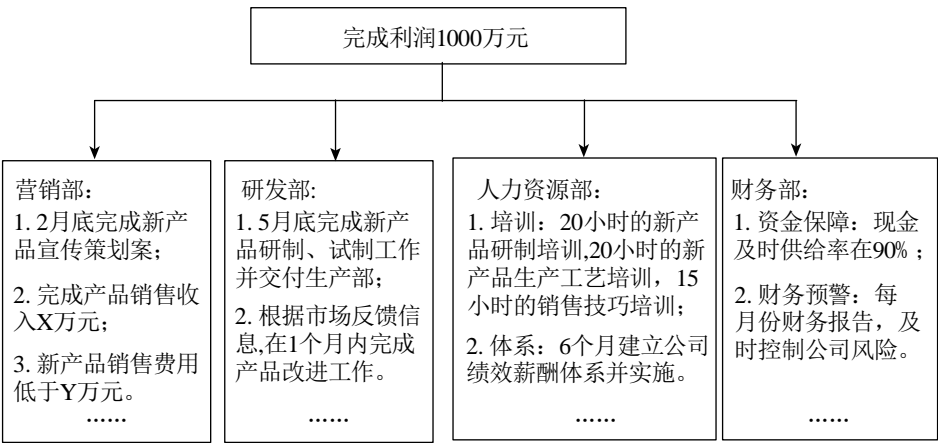 完成利润1000万元
营销部：
1. 2月底完成新产
品宣传策划案；
2. 完成产品销售收
入X万元；
3. 新产品销售费用
低于Y万元。
……
研发部:
1. 5月底完成新产
品研制、试制工作
并交付生产部；
2. 根据市场反馈信
息,在1个月内完成
产品改进工作。
……
人力资源部：
1. 培训：20小时的新产
品研制培训,20小时的新
产品生产工艺培训，15
小时的销售技巧培训；
2. 体系：6个月建立公司
绩效薪酬体系并实施。
……
财务部：
1. 资金保障：现金
及时供给率在90%；
2. 财务预警：每
月份财务报告，及
时控制公司风险。
……